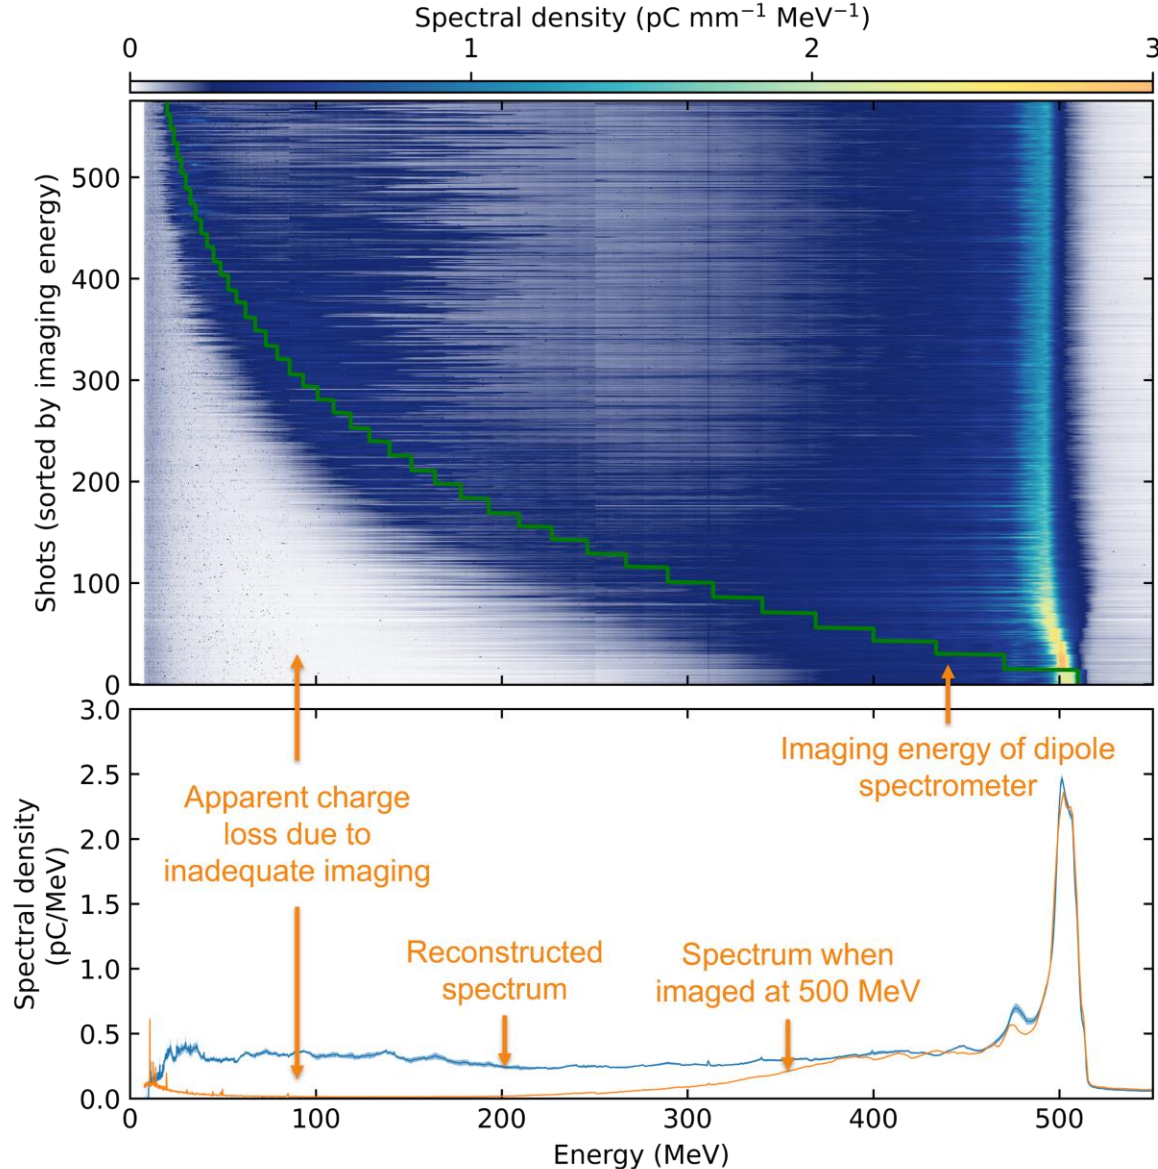 Spectral density (pC mm⁻¹ MeV⁻¹)
0 1 2 3
Shots (sorted by imaging energy)
500
400
300
200
100
0
3.0
2.5
2.0
1.5
1.0
0.5
0.0
Spectral density
(pC/MeV)
Imaging energy of dipole
spectrometer
Apparent charge
loss due to
inadequate imaging
Reconstructed
spectrum
Spectrum when
imaged at 500 MeV
0 100 200 300 400 500
Energy (MeV)